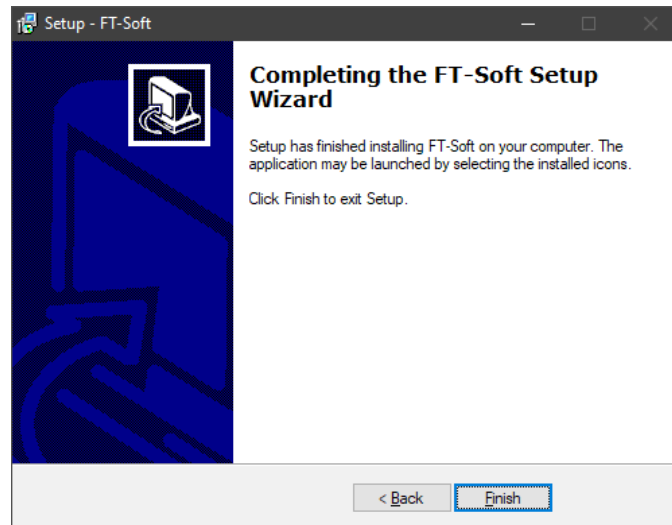 Setup - FT-Soft
Completing the FT-Soft Setup
Wizard
Setup has finished installing FT-Soft on your computer. The
application may be launched by selecting the installed icons.
Click Finish to exit Setup.
< Back
Finish